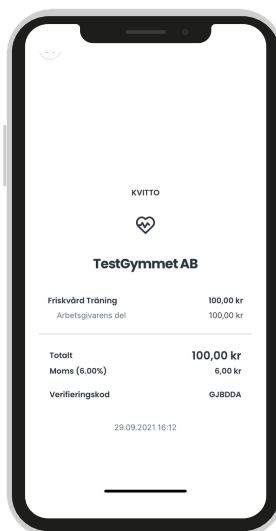 KVITTO
TestGymmet AB
Friskvård Träning 100,00 kr
Arbetsgivarens del 100,00 kr
Totalt 100,00 kr
Moms (6.00%) 6,00 kr
Verifieringskod GJBDDA
29.09.2021 16:12